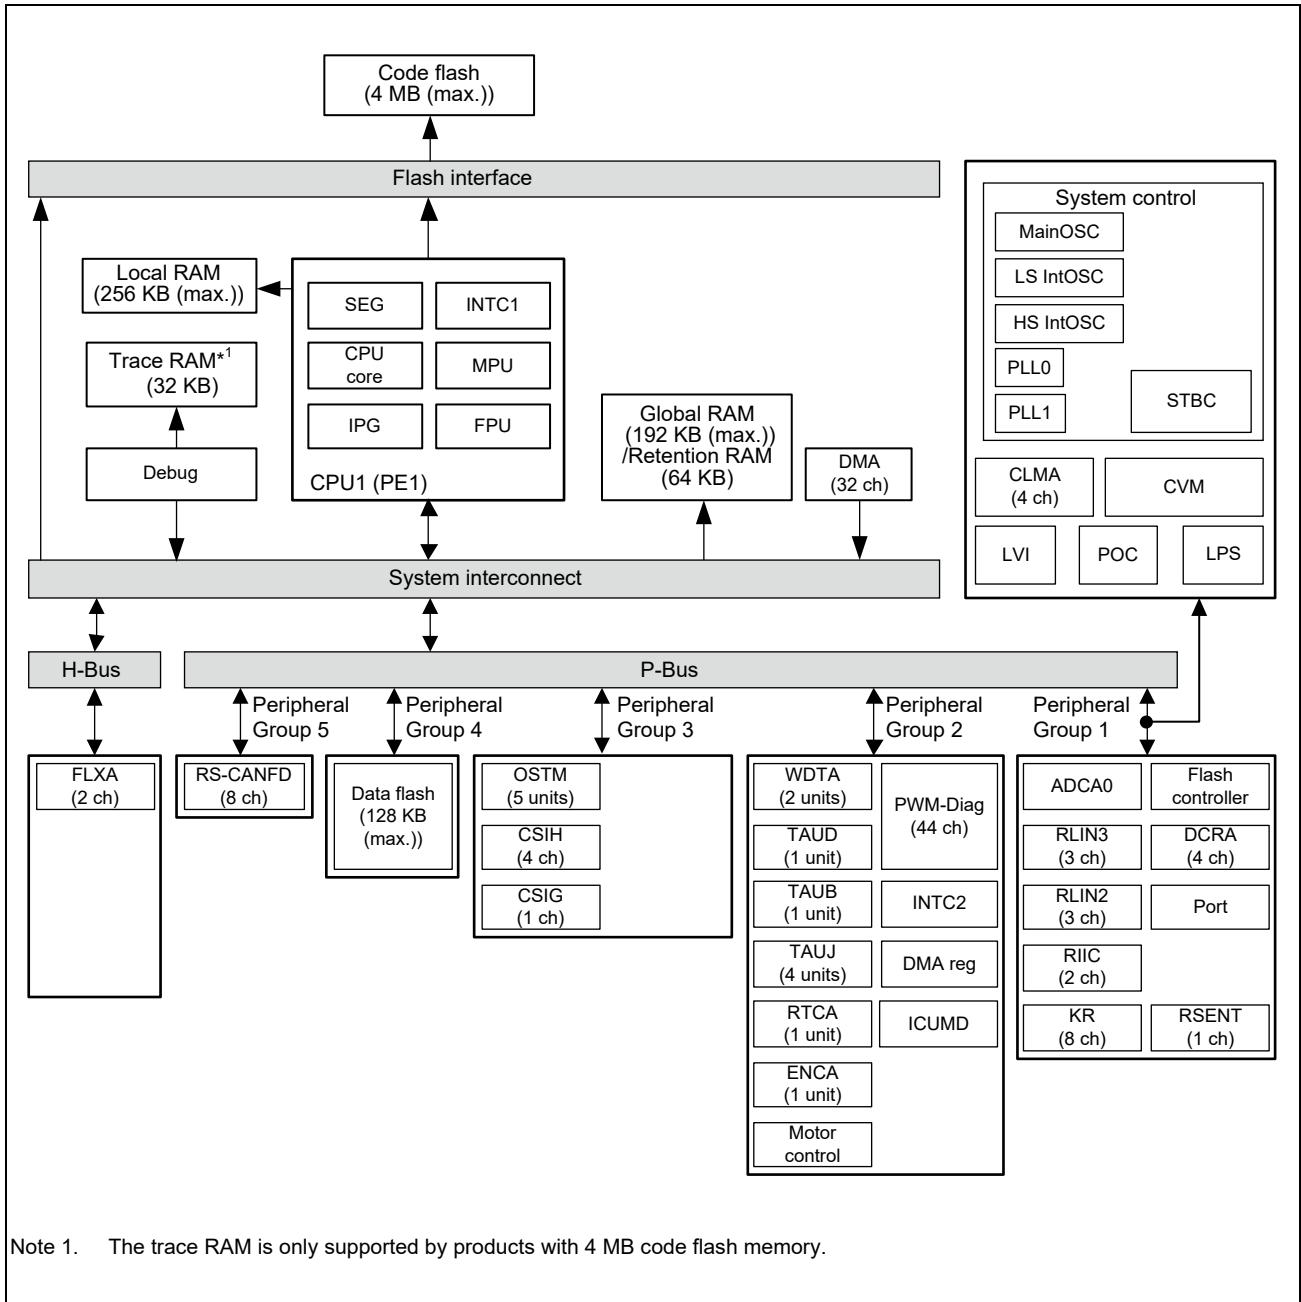 Code flash
(4 MB (max.))
Flash interface
Local RAM
(256 KB (max.))
SEG
INTC1
CPU
core
MPU
IPG
FPU
CPU1 (PE1)
Trace RAM*1
(32 KB)
Debug
Global RAM
(192 KB (max.))
/Retention RAM
(64 KB)
DMA
(32 ch)
System control
MainOSC
LS IntOSC
HS IntOSC
PLL0
PLL1
STBC
CLMA
(4 ch)
CVM
LVI
POC
LPS
System interconnect
H-Bus
P-Bus
Peripheral
Group 5
Peripheral
Group 4
Peripheral
Group 3
Peripheral
Group 2
Peripheral
Group 1
FLXA
(2 ch)
RS-CANFD
(8 ch)
Data flash
(128 KB
(max.))
OSTM
(5 units)
CSIH
(4 ch)
CSIG
(1 ch)
WDTA
(2 units)
TAUD
(1 unit)
TAUB
(1 unit)
TAUJ
(4 units)
RTCA
(1 unit)
ENCA
(1 unit)
Motor
control
PWM-Diag
(44 ch)
INTC2
DMA reg
ICUMD
ADCA0
RLIN3
(3 ch)
RLIN2
(3 ch)
RIIC
(2 ch)
KR
(8 ch)
Flash
controller
DCRA
(4 ch)
Port
RSENT
(1 ch)
Note 1. The trace RAM is only supported by products with 4 MB code flash memory.